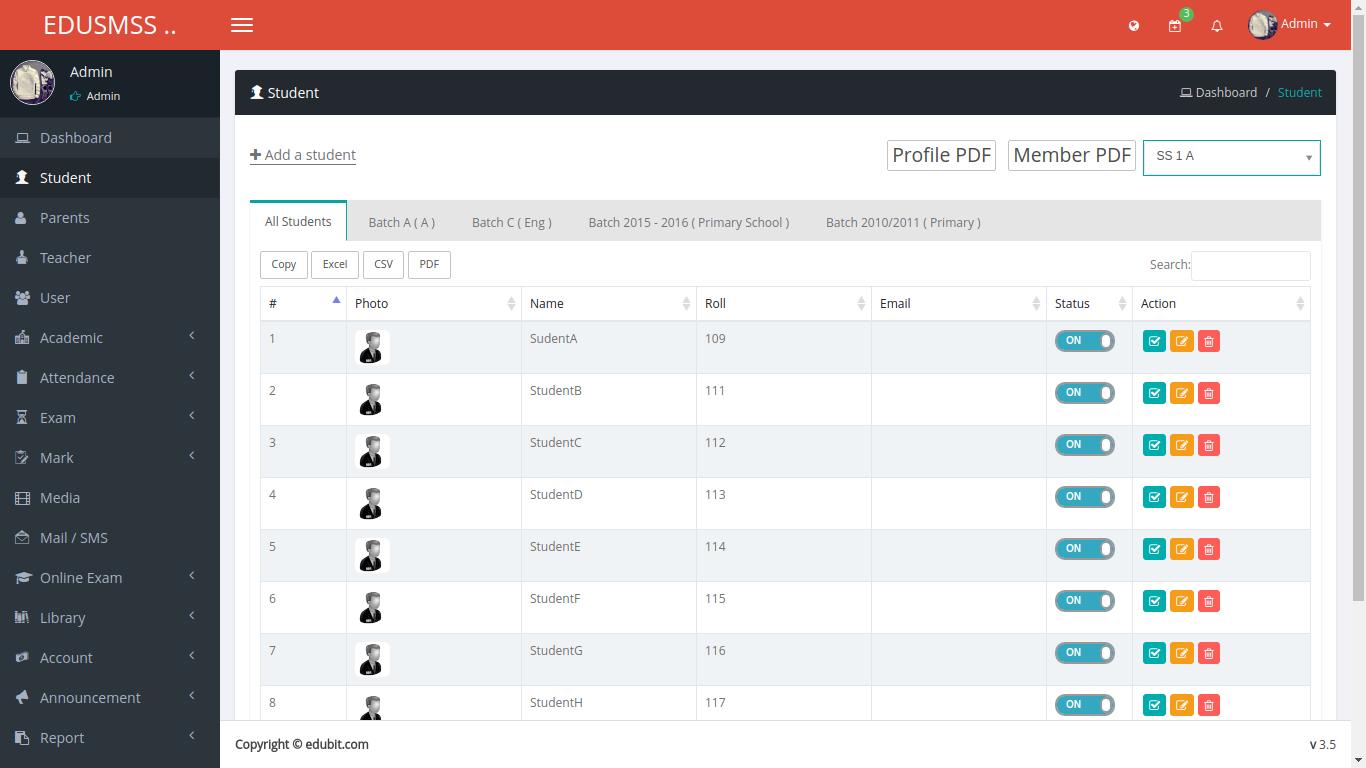 EDUSMSS ..
3
Admin
Admin
Admin
Dashboard
Student
Parents
Teacher
User
Academic
Attendance
Exam
Mark
Media
Mail / SMS
Online Exam
Library
Account
Announcement
Report
Student
Dashboard / Student
Add a student
Profile PDF Member PDF SS 1 A
All Students Batch A ( A ) Batch C ( Eng ) Batch 2015 - 2016 ( Primary School ) Batch 2010/2011 ( Primary )
Copy Excel CSV PDF Search:
# Photo Name Roll Email Status Action
1 SudentA 109 ON
2 StudentB 111 ON
3 StudentC 112 ON
4 StudentD 113 ON
5 StudentE 114 ON
6 StudentF 115 ON
7 StudentG 116 ON
8 StudentH 117 ON
Copyright © edubit.com v 3.5